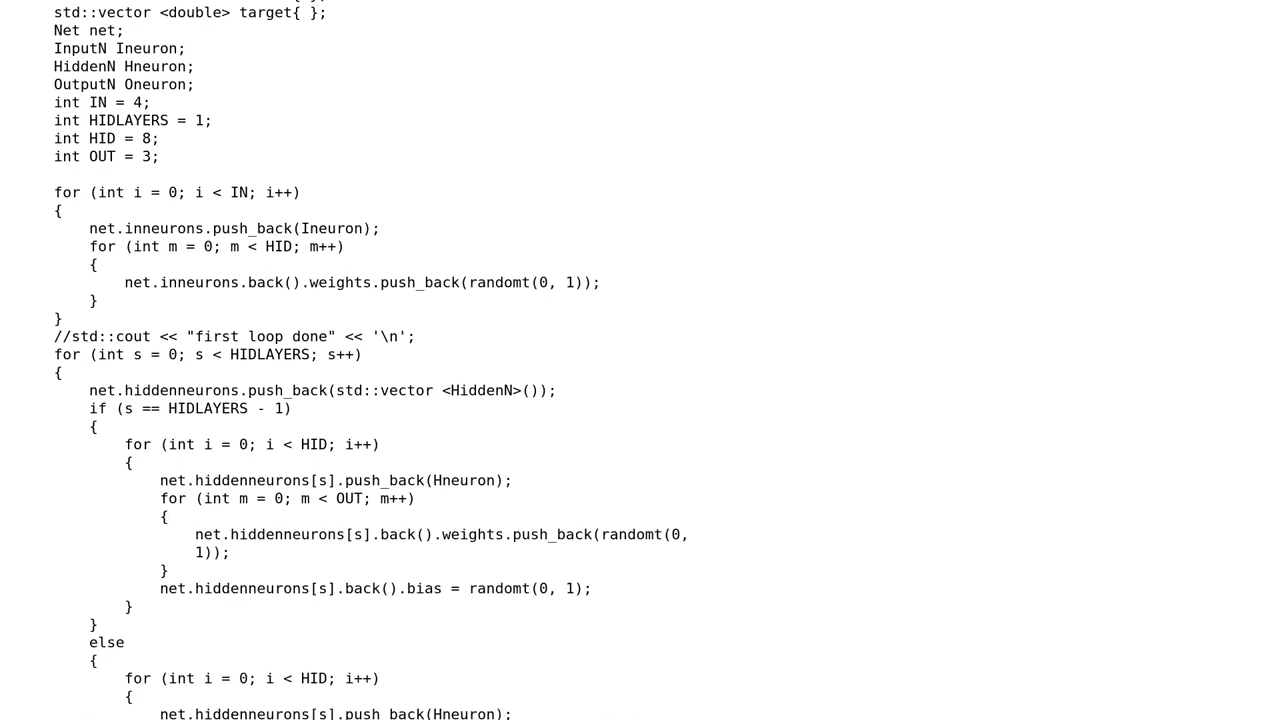 std::vector <double> target{ };
Net net;
InputN Ineuron;
HiddenN Hneuron;
OutputN Oneuron;
int IN = 4;
int HIDLAYERS = 1;
int HID = 8;
int OUT = 3;
for (int i = 0; i < IN; i++)
{
net.inneurons.push_back(Ineuron);
for (int m = 0; m < HID; m++)
{
net.inneurons.back().weights.push_back(randomt(0, 1));
}
}
//std::cout << "first loop done" << '\n';
for (int s = 0; s < HIDLAYERS; s++)
{
net.hiddenneurons.push_back(std::vector <HiddenN>());
if (s == HIDLAYERS - 1)
{
for (int i = 0; i < HID; i++)
{
net.hiddenneurons[s].push_back(Hneuron);
for (int m = 0; m < OUT; m++)
{
net.hiddenneurons[s].back().weights.push_back(randomt(0,
1));
}
net.hiddenneurons[s].back().bias = randomt(0, 1);
}
}
else
{
for (int i = 0; i < HID; i++)
{
net.hiddenneurons[s].push_back(Hneuron);